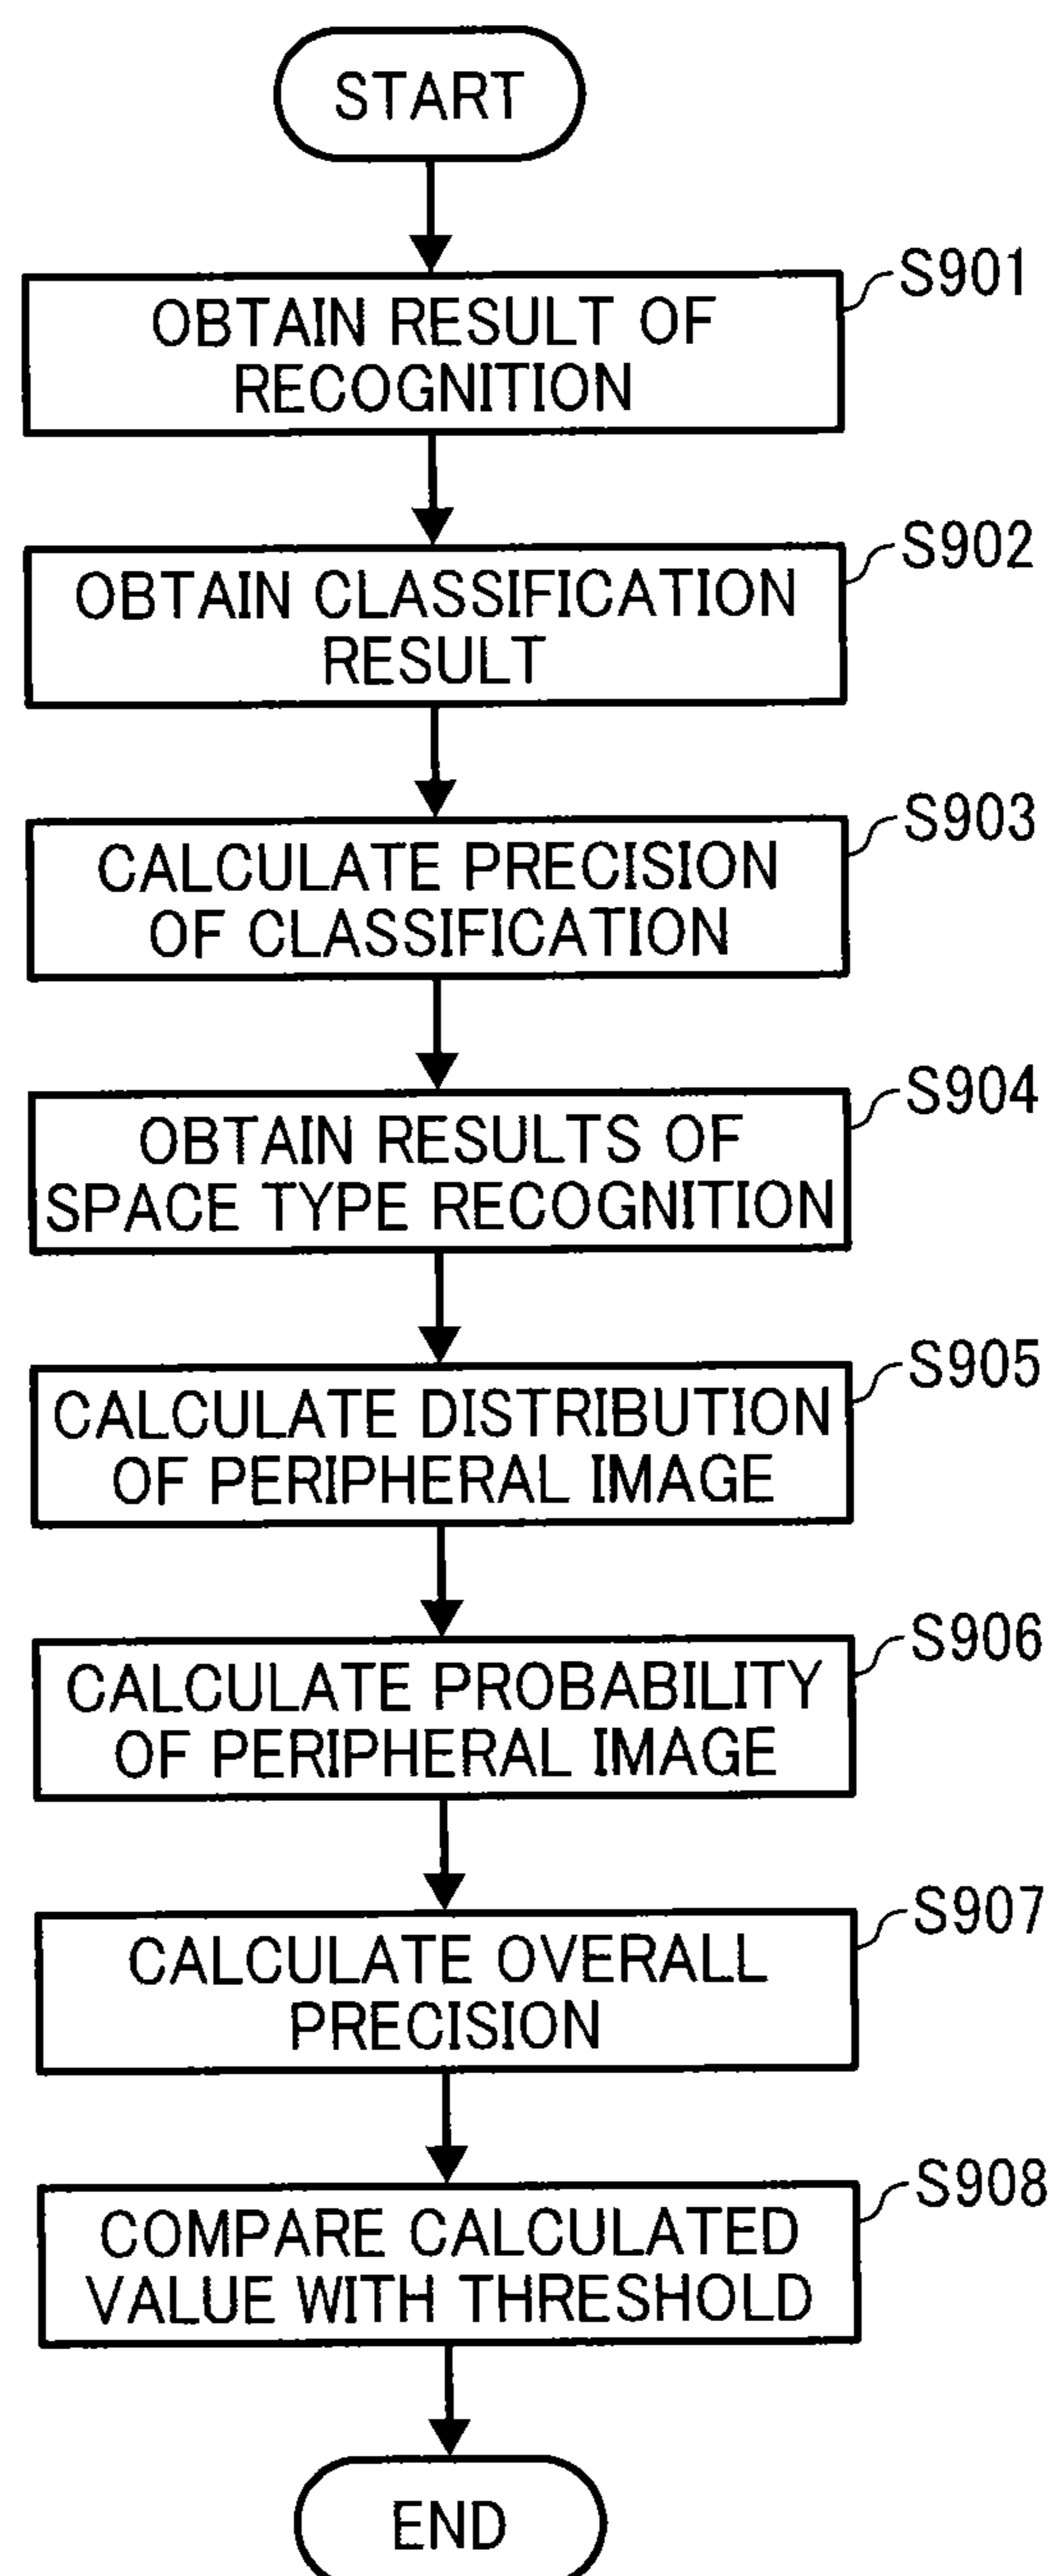 START
S901
OBTAIN RESULT OF
RECOGNITION
S902
OBTAIN CLASSIFICATION
RESULT
S903
CALCULATE PRECISION
OF CLASSIFICATION
S904
OBTAIN RESULTS OF
SPACE TYPE RECOGNITION
S905
CALCULATE DISTRIBUTION
OF PERIPHERAL IMAGE
S906
CALCULATE PROBABILITY
OF PERIPHERAL IMAGE
S907
CALCULATE OVERALL
PRECISION
S908
COMPARE CALCULATED
VALUE WITH THRESHOLD
END